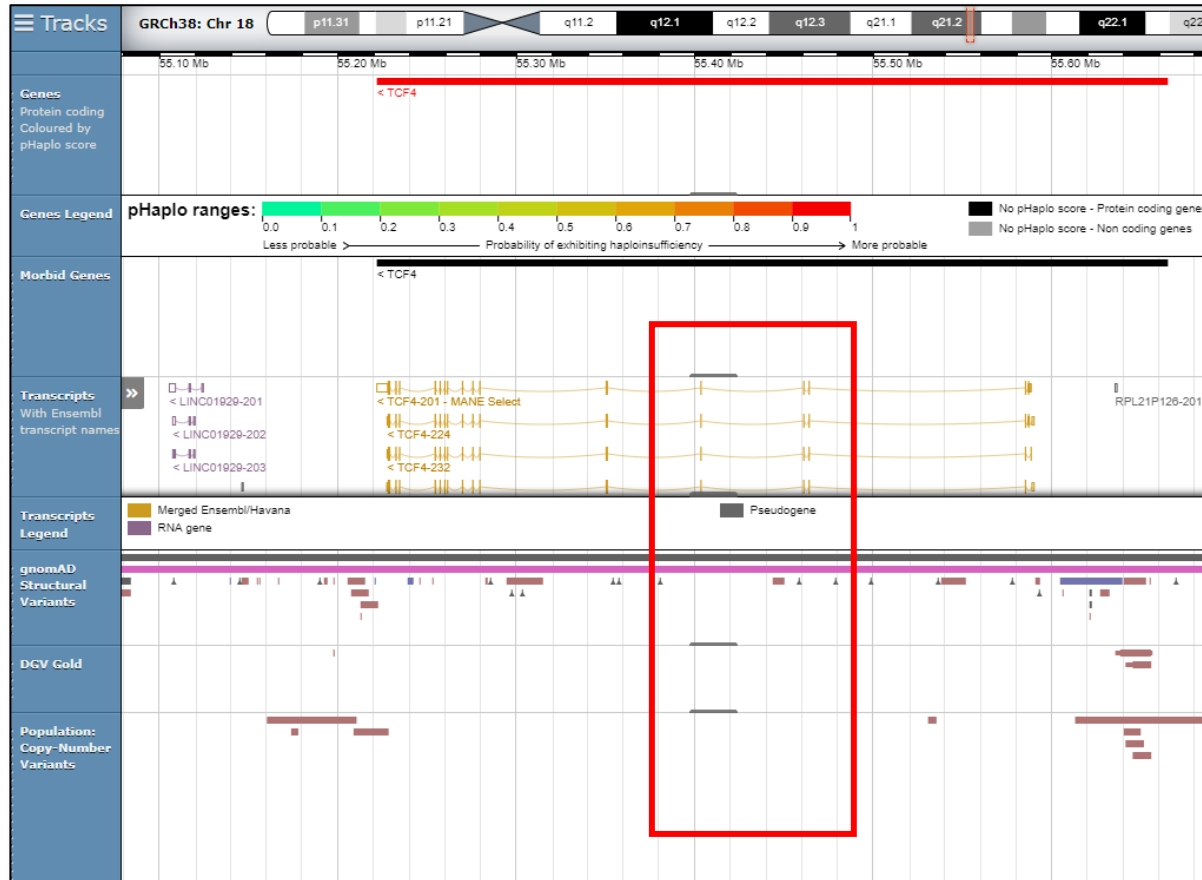 Tracks
GRCh38: Chr 18
p11.31
p11.21
q11.2
q12.1
q12.2
q12.3
q21.1
q21.2
q22.1
q22
55.10 Mb
55.20 Mb
55.30 Mb
55.40 Mb
55.50 Mb
55.60 Mb
Genes
Protein coding
Coloured by
pHaplo score
< TCF4
Genes Legend
pHaplo ranges:
0.0 0.1 0.2 0.3 0.4 0.5 0.6 0.7 0.8 0.9 1
Less probable
Probability of exhibiting haploinsufficiency
More probable
No pHaplo score - Protein coding gene
No pHaplo score - Non coding genes
Morbid Genes
< TCF4
Transcripts
With Ensembl
transcript names
»
< LINC01929-201
< LINC01929-202
< LINC01929-203
< TCF4-201 - MANE Select
< TCF4-224
< TCF4-232
RPL21P126-201
Transcripts
Legend
Merged Ensembl/Havana
RNA gene
Pseudogene
gnomAD
Structural
Variants
DGV Gold
Population:
Copy-Number
Variants